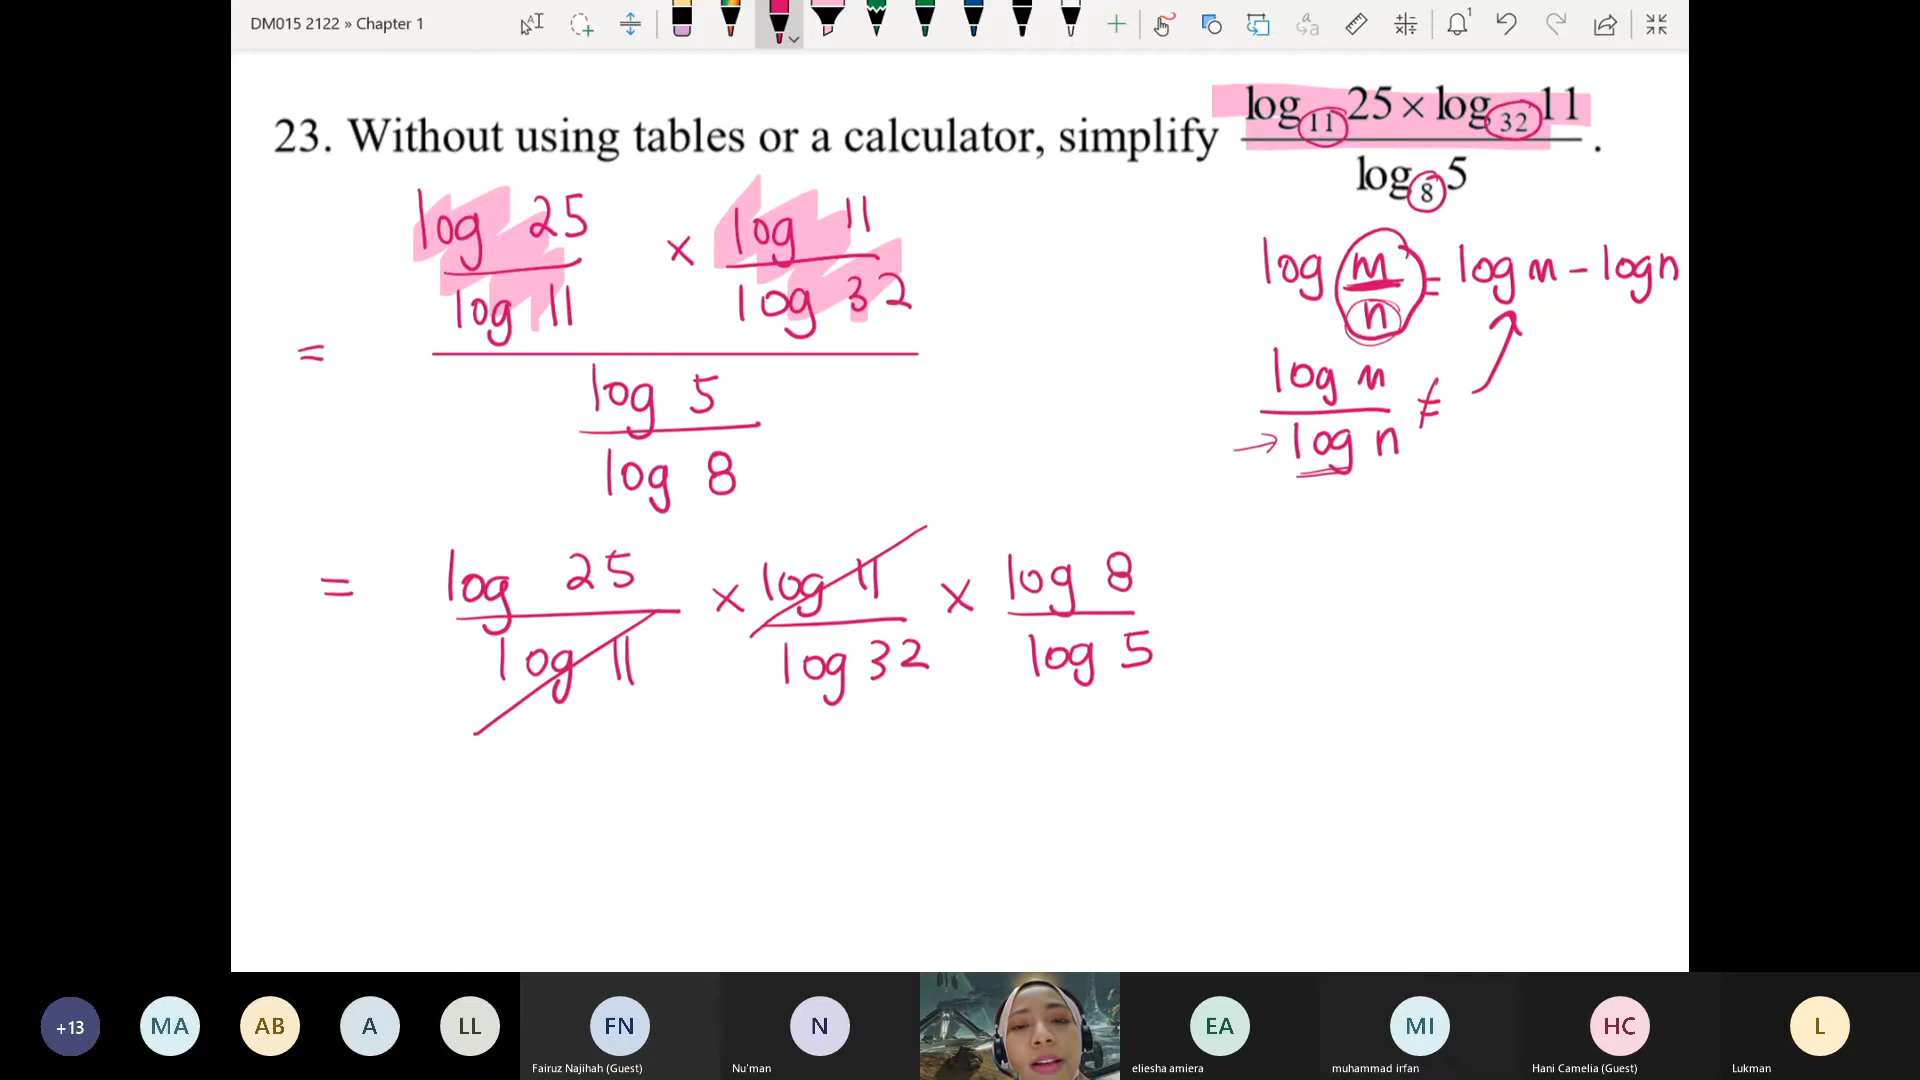 DM015 2122 » Chapter 1
1
23. Without using tables or a calculator, simplify log₁₁ 25 × log₃₂ 11 / log₈ 5 .
log 25 × log 11
log 11 log 32
=
log 5
log 8
log m/n = log m - log n
log m ≠
→ log n
= log 25 × log 11 × log 8
log 11 log 32 log 5
+13 MA AB A LL FN N EA MI HC L
Fairuz Najihah (Guest) Nu'man eliesha amiera muhammad irfan Hani Camelia (Guest) Lukman